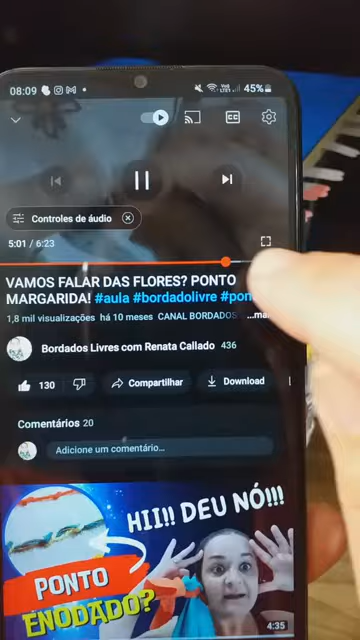 08:09
45%
CC
Controles de áudio
5:01 / 6:23
VAMOS FALAR DAS FLORES? PONTO
MARGARIDA! #aula #bordadolivre #pon
1,8 mil visualizações há 10 meses CANAL BORDADOS ...ma
Bordados Livres com Renata Callado 436
130 Compartilhar Download
Comentários 20
Adicione um comentário...
HII!! DEU NÓ!!!
PONTO
ENODADO?
4:35